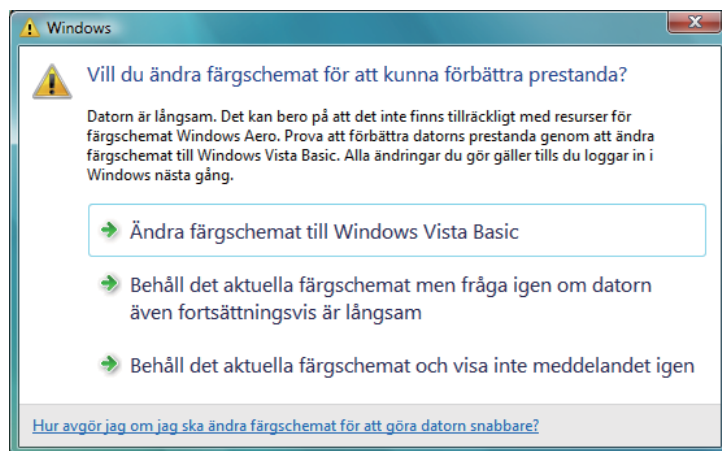 Windows
Vill du ändra färgschemat för att kunna förbättra prestanda?
Datorn är långsam. Det kan bero på att det inte finns tillräckligt med resurser för
färgschemat Windows Aero. Prova att förbättra datorns prestanda genom att ändra
färgschemat till Windows Vista Basic. Alla ändringar du gör gäller tills du loggar in i
Windows nästa gång.
Ändra färgschemat till Windows Vista Basic
Behåll det aktuella färgschemat men fråga igen om datorn
även fortsättningsvis är långsam
Behåll det aktuella färgschemat och visa inte meddelandet igen
Hur avgör jag om jag ska ändra färgschemat för att göra datorn snabbare?